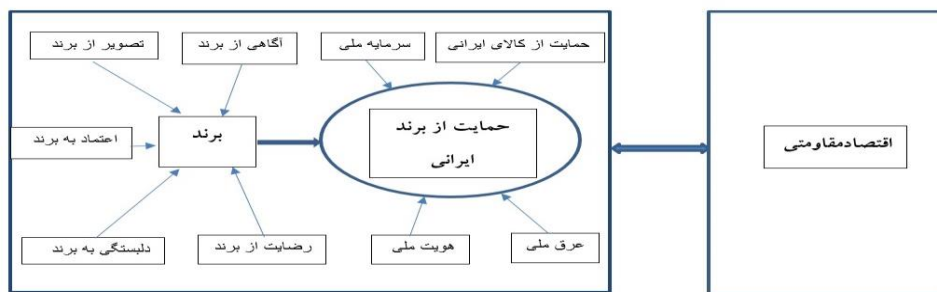 حمایت از کالای ایرانی
سرمایه ملی
آگاهی از برند
تصویر از برند
اقتصادمقاومتی
حمایت از برند
ایرانی
برند
اعتماد به برند
عرق ملی
هویت ملی
رضایت از برند
دلبستگی به برند